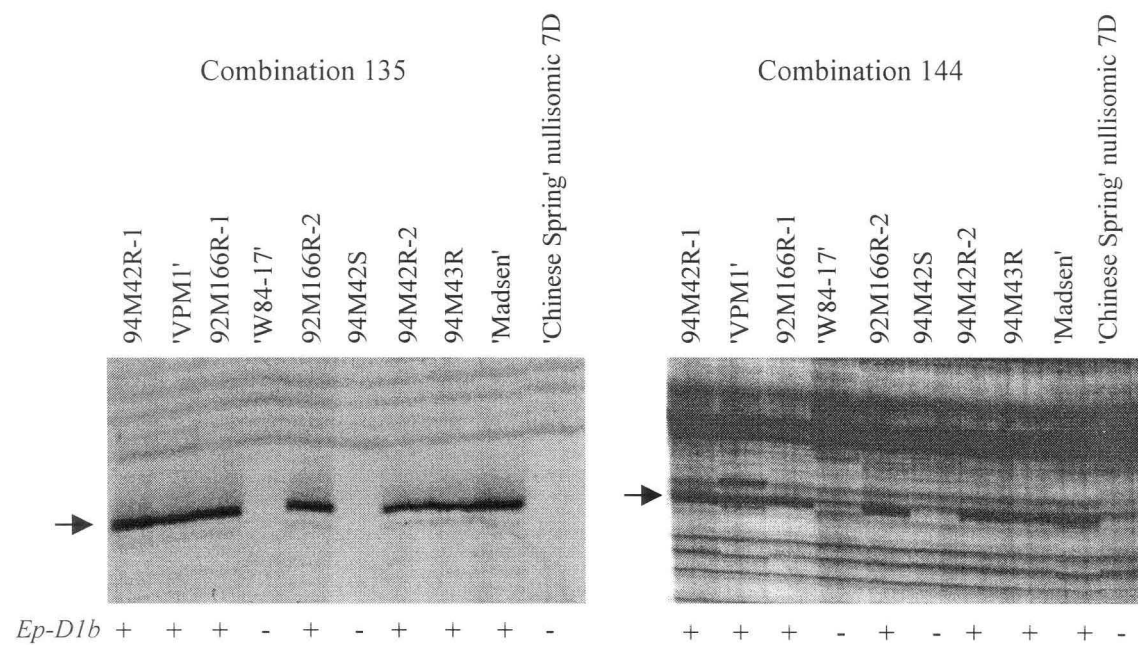 Combination 135
Combination 144
94M42R-1
'VPM1'
92M166R-1
'W84-17'
92M166R-2
94M42S
94M42R-2
94M43R
'Madsen'
'Chinese Spring' nullisomic 7D
94M42R-1
'VPM1'
92M166R-1
'W84-17'
92M166R-2
94M42S
94M42R-2
94M43R
'Madsen'
'Chinese Spring' nullisomic 7D
Ep-D1b + + + - + - + + + -
+ + + - + - + + + -